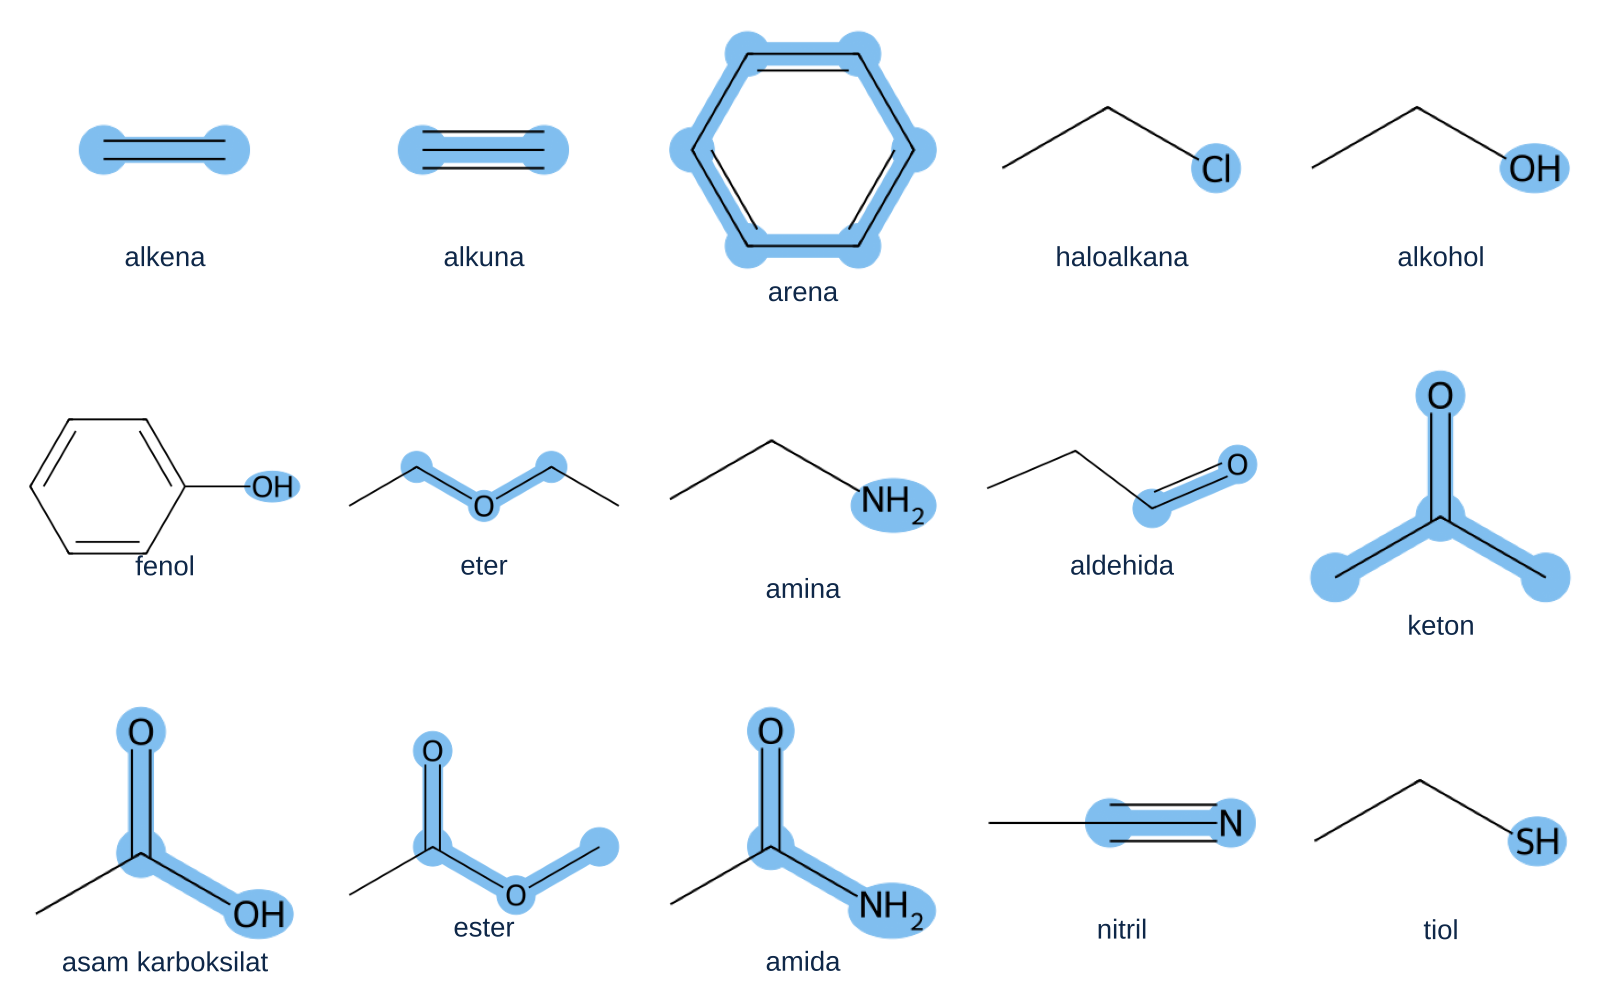 Cl
OH
alkena
alkuna
haloalkana
alkohol
arena
O
OH
O
NH2
O
fenol
eter
amina
aldehida
keton
O
O
O
OH
O
NH2
N
SH
asam karboksilat
ester
amida
nitril
tiol